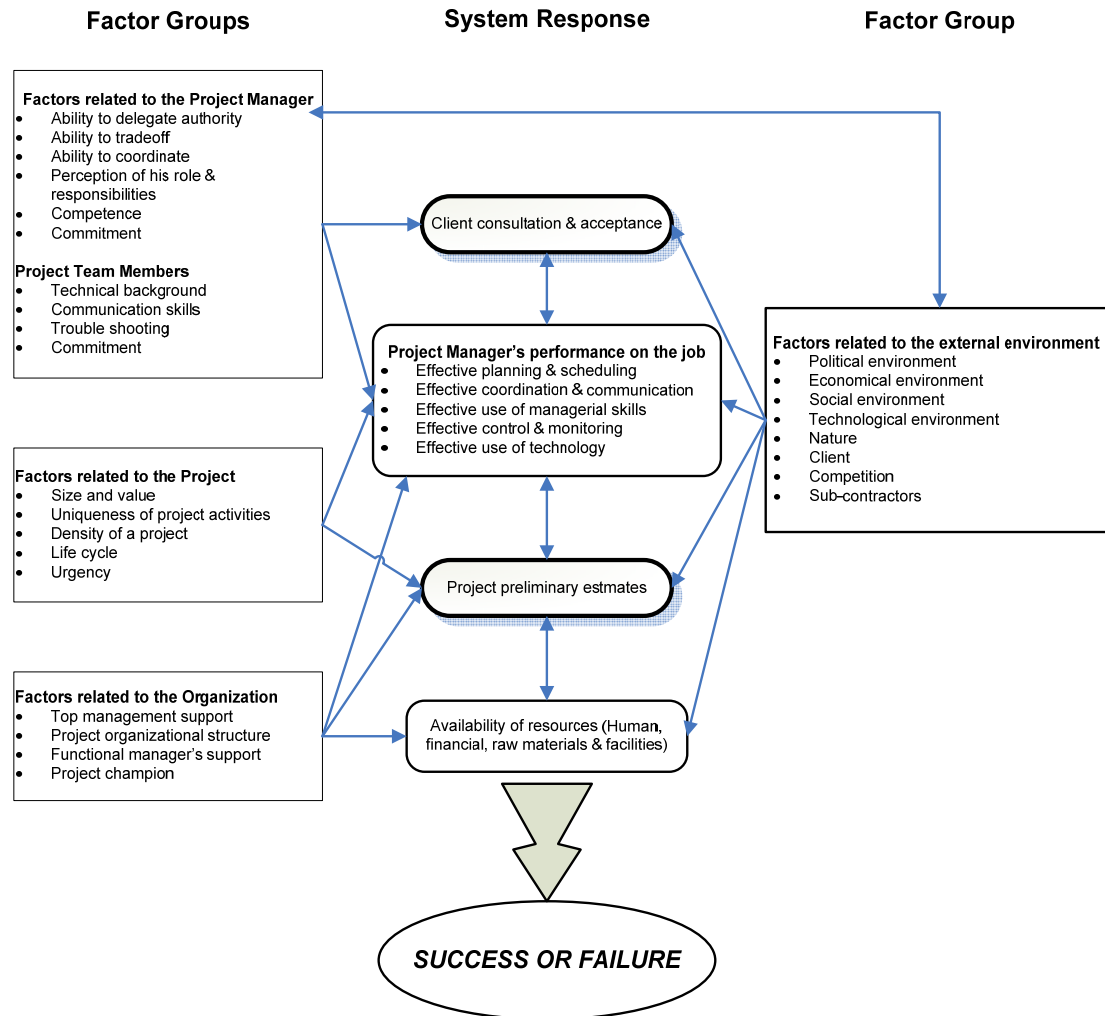 Factor Groups
System Response
Factor Group
Factors related to the Project Manager
• Ability to delegate authority
• Ability to tradeoff
• Ability to coordinate
• Perception of his role &
responsibilities
• Competence
• Commitment
Project Team Members
• Technical background
• Communication skills
• Trouble shooting
• Commitment
Factors related to the Project
• Size and value
• Uniqueness of project activities
• Density of a project
• Life cycle
• Urgency
Factors related to the Organization
• Top management support
• Project organizational structure
• Functional manager's support
• Project champion
Client consultation & acceptance
Project Manager's performance on the job
• Effective planning & scheduling
• Effective coordination & communication
• Effective use of managerial skills
• Effective control & monitoring
• Effective use of technology
Project preliminary estmates
Availability of resources (Human,
financial, raw materials & facilities)
Factors related to the external environment
• Political environment
• Economical environment
• Social environment
• Technological environment
• Nature
• Client
• Competition
• Sub-contractors
SUCCESS OR FAILURE